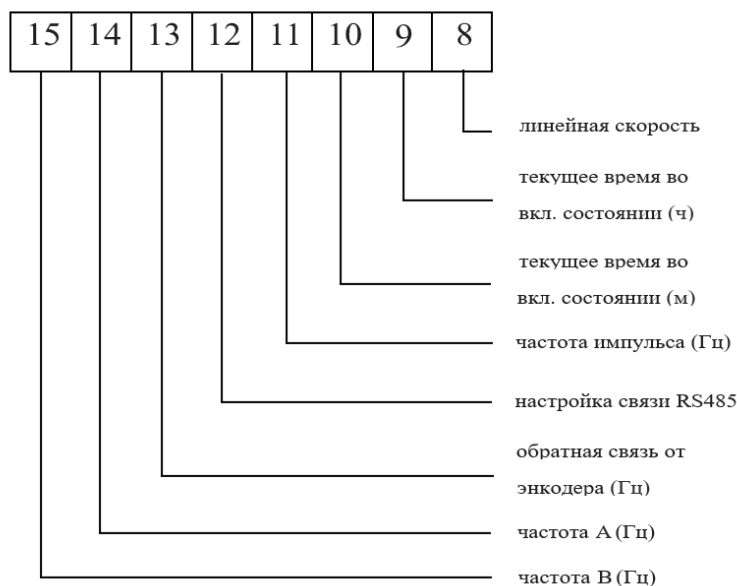 15 14 13 12 11 10 9 8
линейная скорость
текущее время во
вкл. состоянии (ч)
текущее время во
вкл. состоянии (м)
частота импульса (Гц)
настройка связи RS485
обратная связь от
энкодера (Гц)
частота А (Гц)
частота В (Гц)